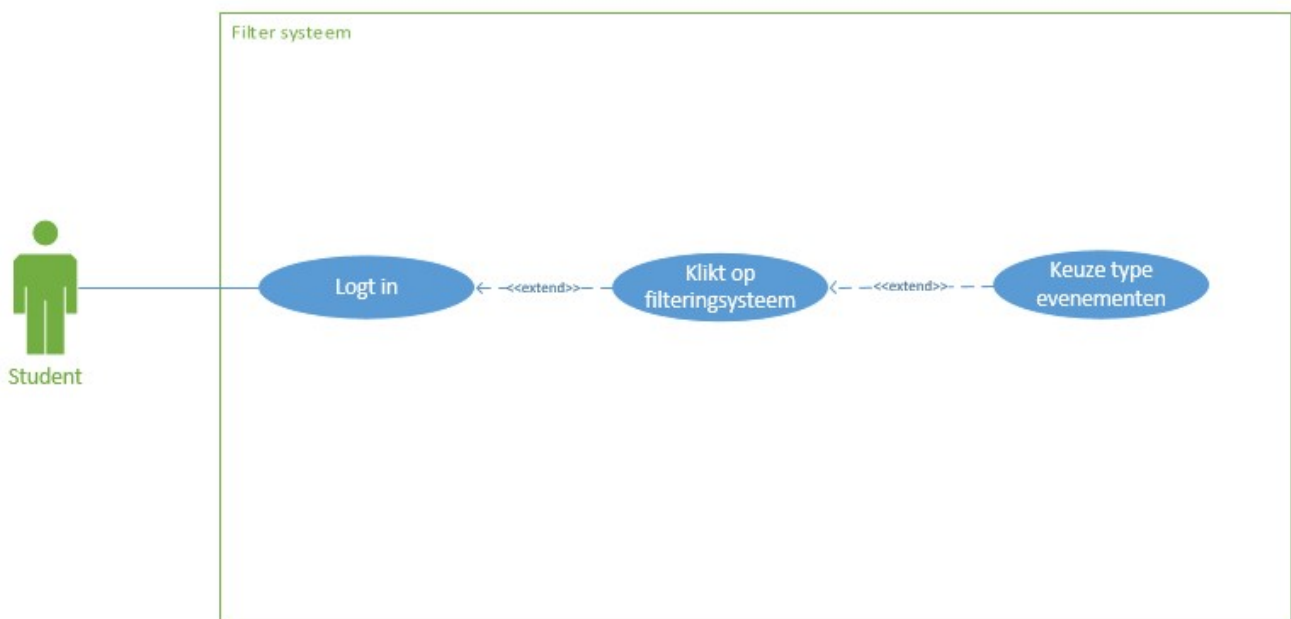 Filter systeem
Student
Logt in
<<extend>>
Klikt op
filteringsysteem
<<extend>>
Keuze type
evenementen